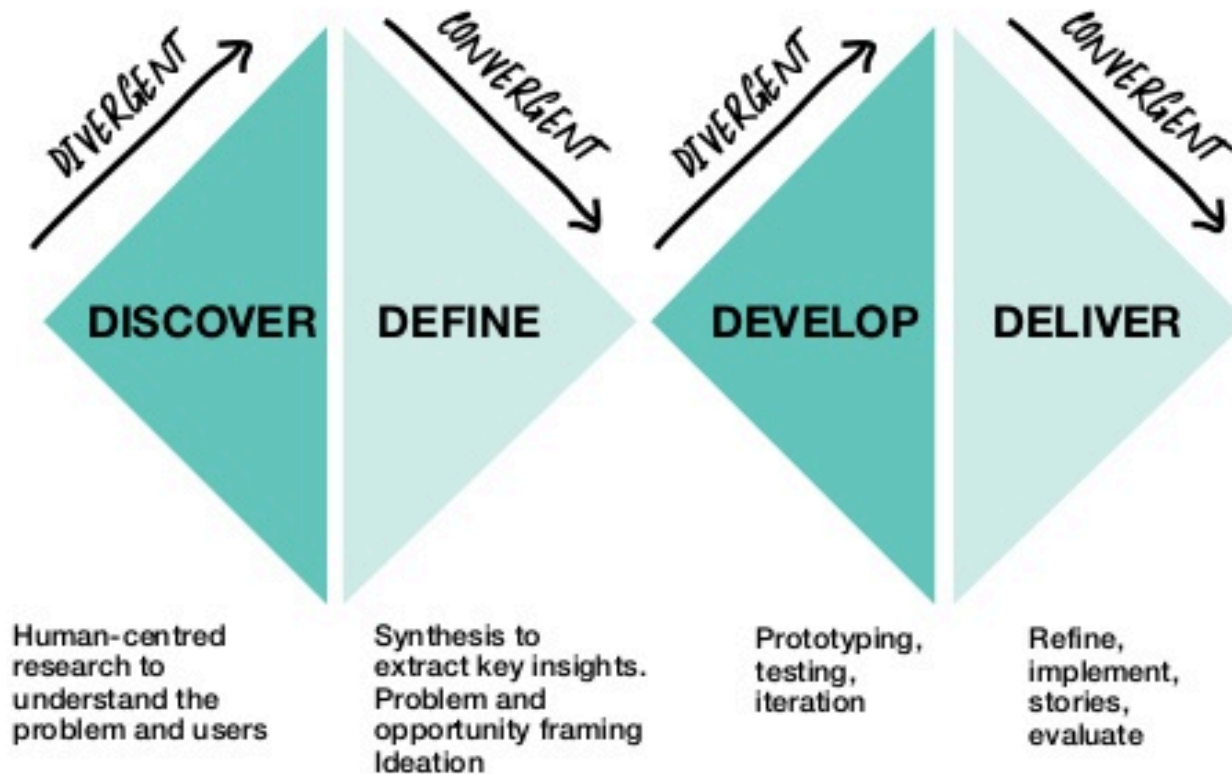 DIVERGENT
CONVERGENT
DIVERGENT
CONVERGENT
DISCOVER
DEFINE
DEVELOP
DELIVER
Human-centred
research to
understand the
problem and users
Synthesis to
extract key insights.
Problem and
opportunity framing
Ideation
Prototyping,
testing,
iteration
Refine,
implement,
stories,
evaluate